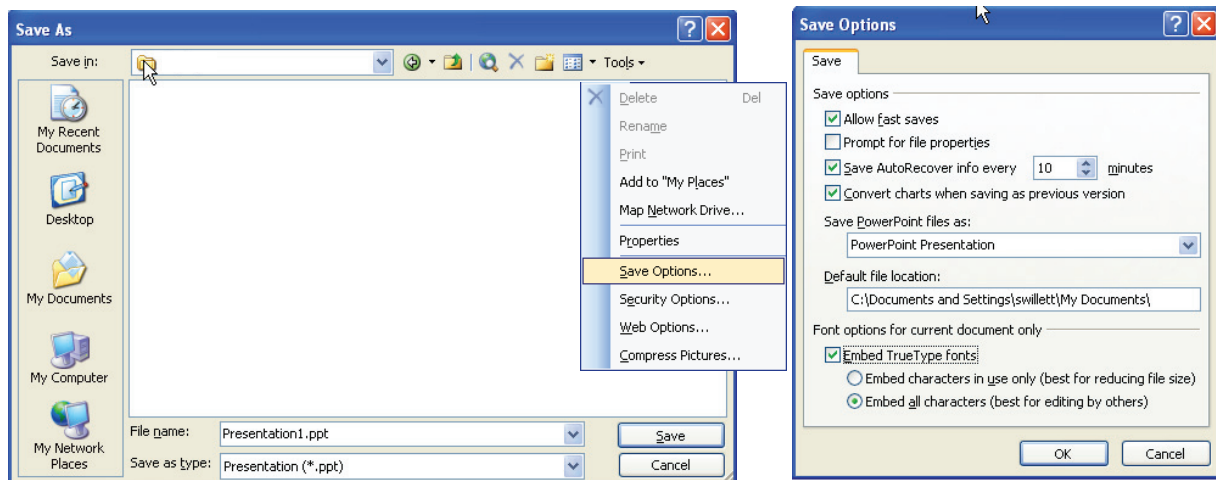 Save As
Save in:
Tools
My Recent
Documents
Desktop
My Documents
My Computer
My Network
Places
Delete Del
Rename
Print
Add to "My Places"
Map Network Drive...
Properties
Save Options...
Security Options...
Web Options...
Compress Pictures...
File name: Presentation1.ppt Save
Save as type: Presentation (*.ppt) Cancel
Save Options
Save
Save options
Allow fast saves
Prompt for file properties
Save AutoRecover info every 10 minutes
Convert charts when saving as previous version
Save PowerPoint files as:
PowerPoint Presentation
Default file location:
C:\Documents and Settings\swillett\My Documents\
Font options for current document only
Embed TrueType fonts
Embed characters in use only (best for reducing file size)
Embed all characters (best for editing by others)
OK Cancel